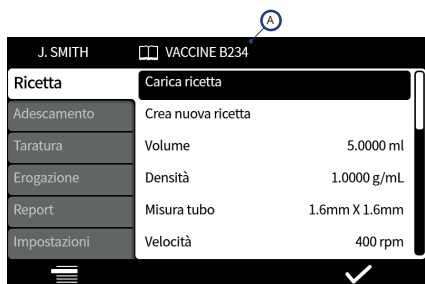 A
J. SMITH VACCINE B234
Ricetta Carica ricetta
Adescamento Crea nuova ricetta
Taratura Volume 5.0000 ml
Erogazione Densità 1.0000 g/mL
Report Misura tubo 1.6mm X 1.6mm
Impostazioni Velocità 400 rpm